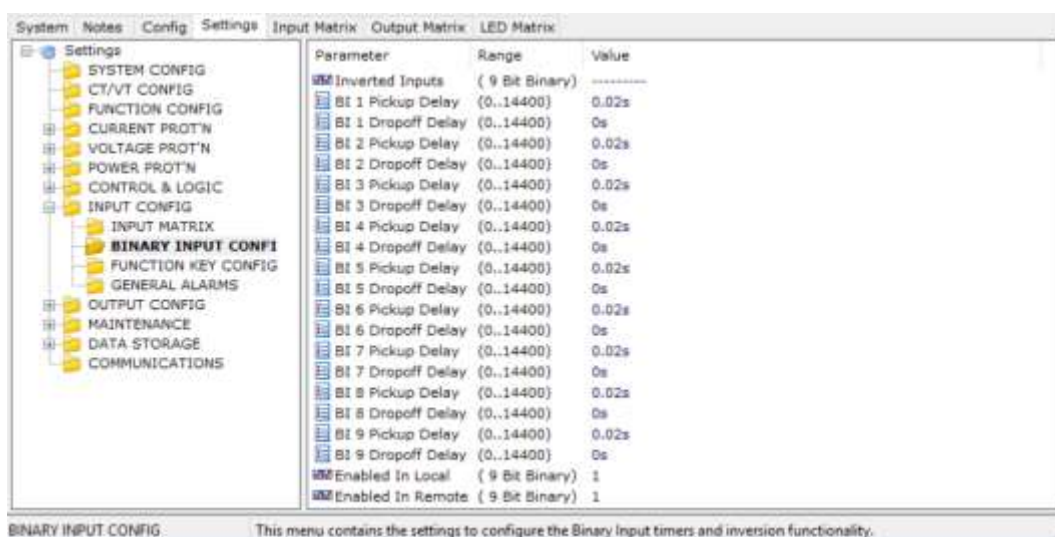 System Notes Config Settings Input Matrix Output Matrix LED Matrix
Settings
SYSTEM CONFIG
CT/VT CONFIG
FUNCTION CONFIG
CURRENT PROT'N
VOLTAGE PROT'N
POWER PROT'N
CONTROL & LOGIC
INPUT CONFIG
INPUT MATRIX
BINARY INPUT CONFI
FUNCTION KEY CONFIG
GENERAL ALARMS
OUTPUT CONFIG
MAINTENANCE
DATA STORAGE
COMMUNICATIONS
Parameter Range Value
Inverted Inputs ( 9 Bit Binary) ---------
BI 1 Pickup Delay (0..14400) 0.02s
BI 1 Dropoff Delay (0..14400) 0s
BI 2 Pickup Delay (0..14400) 0.02s
BI 2 Dropoff Delay (0..14400) 0s
BI 3 Pickup Delay (0..14400) 0.02s
BI 3 Dropoff Delay (0..14400) 0s
BI 4 Pickup Delay (0..14400) 0.02s
BI 4 Dropoff Delay (0..14400) 0s
BI 5 Pickup Delay (0..14400) 0.02s
BI 5 Dropoff Delay (0..14400) 0s
BI 6 Pickup Delay (0..14400) 0.02s
BI 6 Dropoff Delay (0..14400) 0s
BI 7 Pickup Delay (0..14400) 0.02s
BI 7 Dropoff Delay (0..14400) 0s
BI 8 Pickup Delay (0..14400) 0.02s
BI 8 Dropoff Delay (0..14400) 0s
BI 9 Pickup Delay (0..14400) 0.02s
BI 9 Dropoff Delay (0..14400) 0s
Enabled In Local ( 9 Bit Binary) 1
Enabled In Remote ( 9 Bit Binary) 1
BINARY INPUT CONFIG This menu contains the settings to configure the Binary Input timers and inversion functionality.